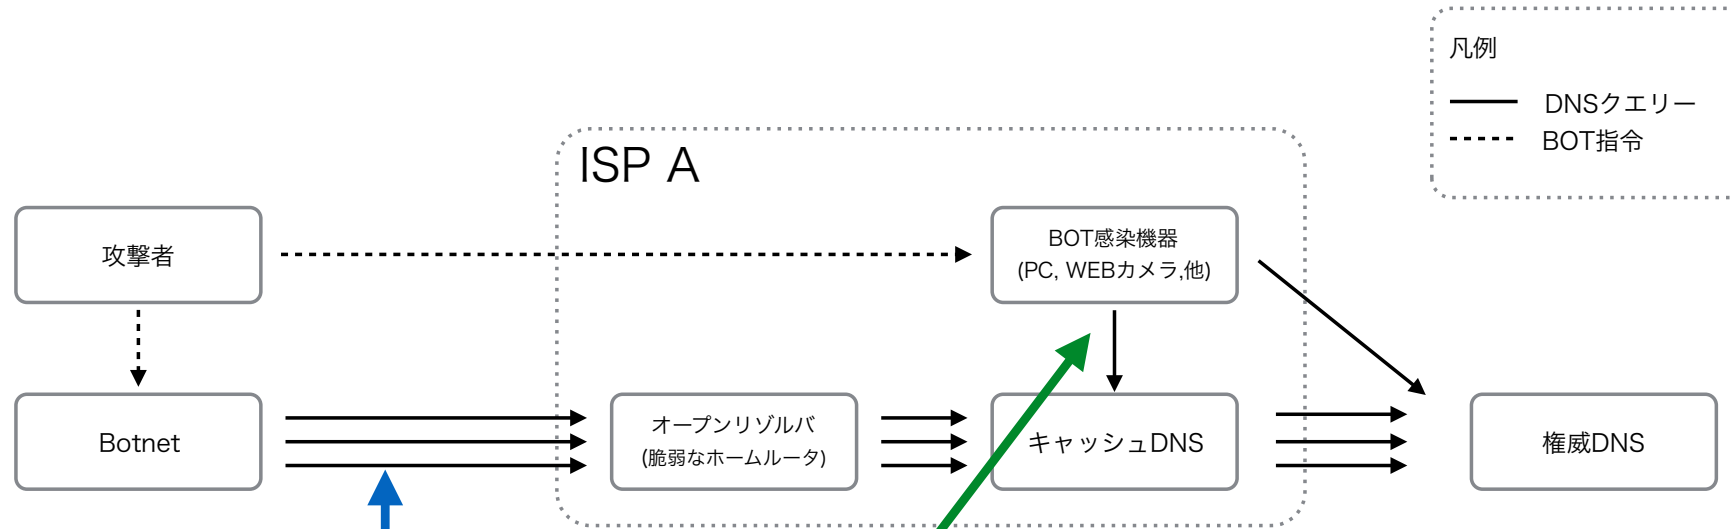 凡例
DNSクエリー
BOT指令
ISP A
攻撃者
BOT感染機器
(PC, WEBカメラ,他)
Botnet
オープンリゾルバ
(脆弱なホームルータ)
キャッシュDNS
権威DNS